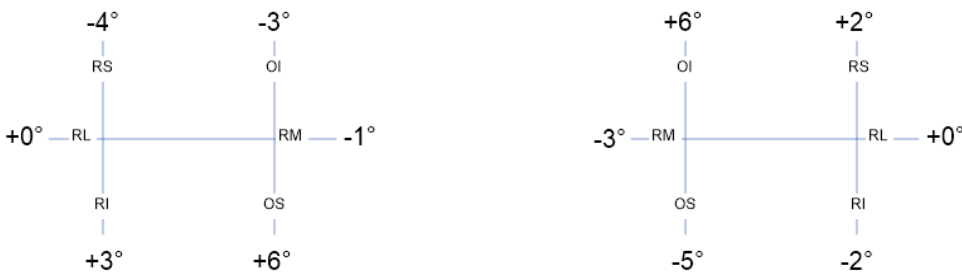 -4° -3° +6° +2°
RS OI OI RS
+0° RL RM -1° -3° RM RL +0°
RI OS OS RI
+3° +6° -5° -2°